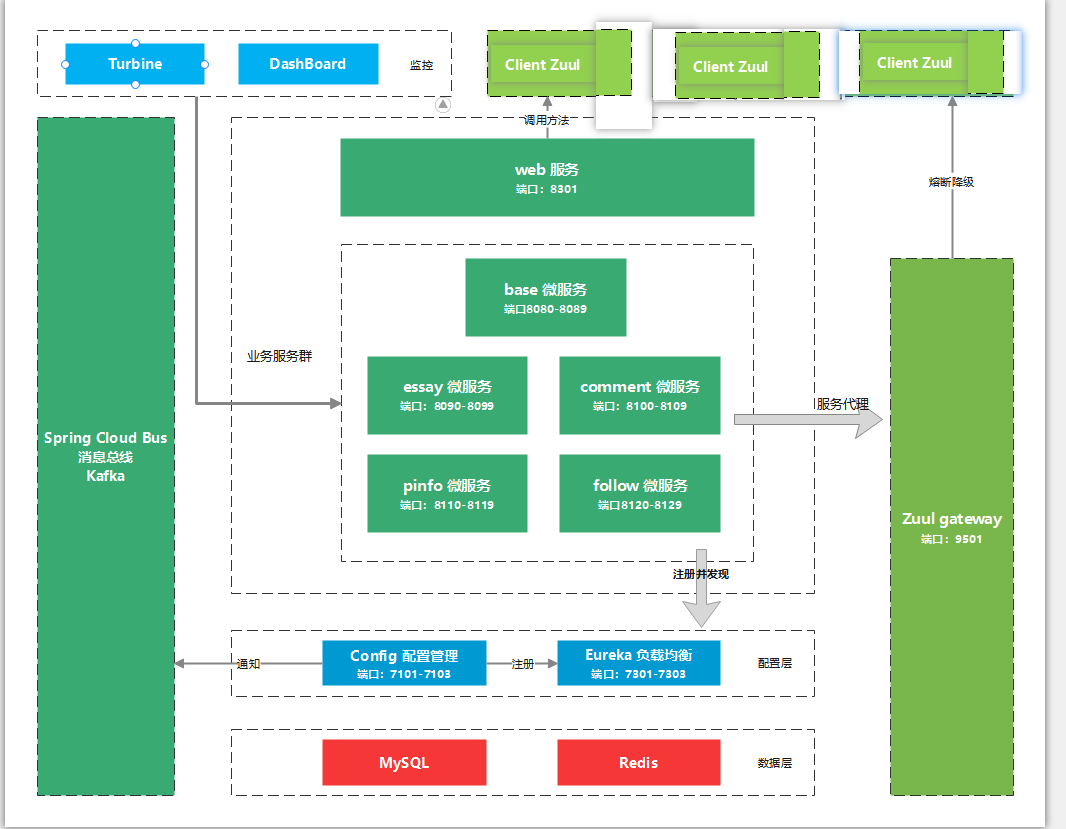 Turbine
DashBoard
监控
Client Zuul
Client Zuul
Client Zuul
调用方法
web 服务
端口：8301
熔断降级
base 微服务
端口8080-8089
业务服务群
essay 微服务
端口：8090-8099
comment 微服务
端口：8100-8109
服务代理
Spring Cloud Bus
消息总线
Kafka
pinfo 微服务
端口：8110-8119
follow 微服务
端口8120-8129
Zuul gateway
端口：9501
注册并发现
通知
Config 配置管理
端口：7101-7103
注册
Eureka 负载均衡
端口：7301-7303
配置层
MySQL
Redis
数据层